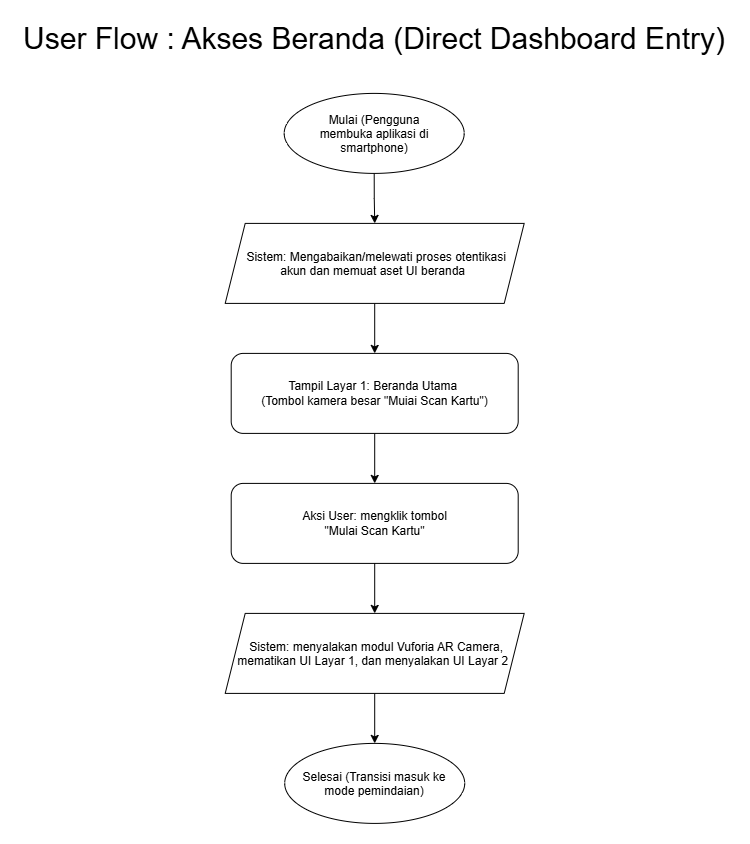 User Flow : Akses Beranda (Direct Dashboard Entry)
Mulai (Pengguna
membuka aplikasi di
smartphone)
Sistem: Mengabaikan/melewati proses otentikasi
akun dan memuat aset UI beranda
Tampil Layar 1: Beranda Utama
(Tombol kamera besar "Muiai Scan Kartu")
Aksi User: mengklik tombol
"Mulai Scan Kartu"
Sistem: menyalakan modul Vuforia AR Camera,
mematikan UI Layar 1, dan menyalakan UI Layar 2
Selesai (Transisi masuk ke
mode pemindaian)